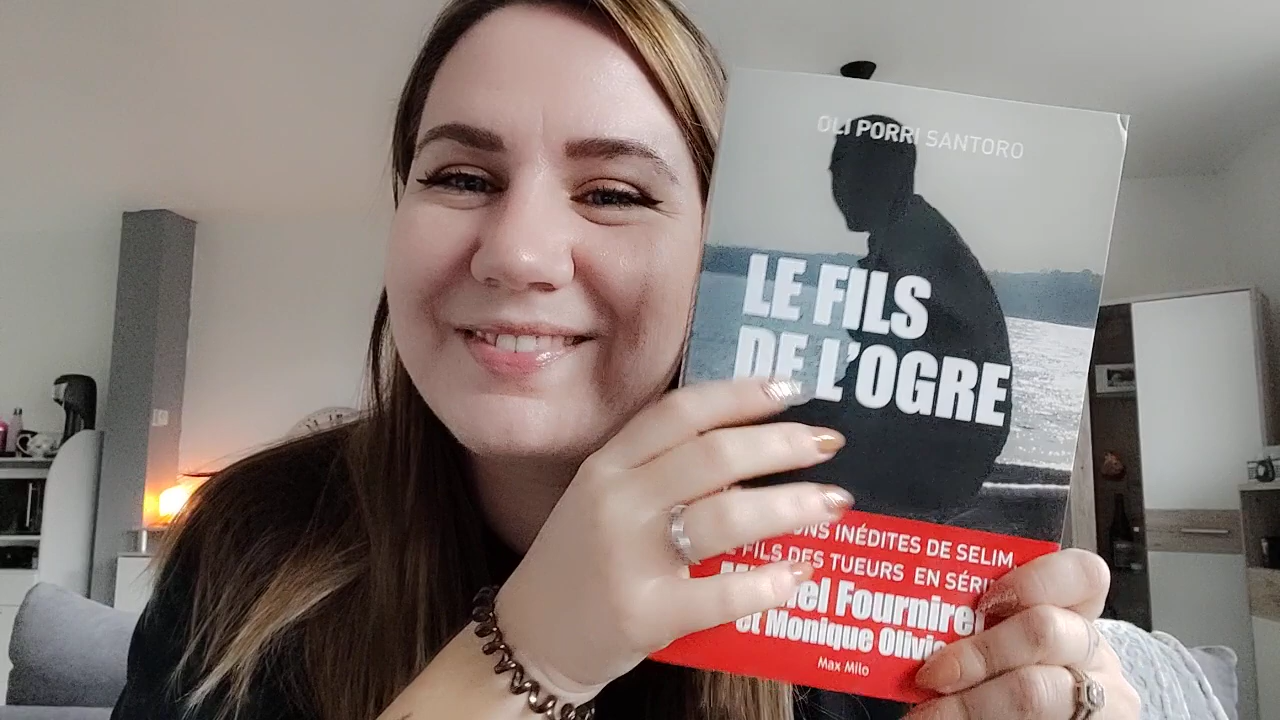 OLI PORRI SANTORO
LE FILS
DE L'OGRE
INÉDITES DE SELIM,
FILS DES TUEURS EN
Fourniret
et Monique
Max Milo